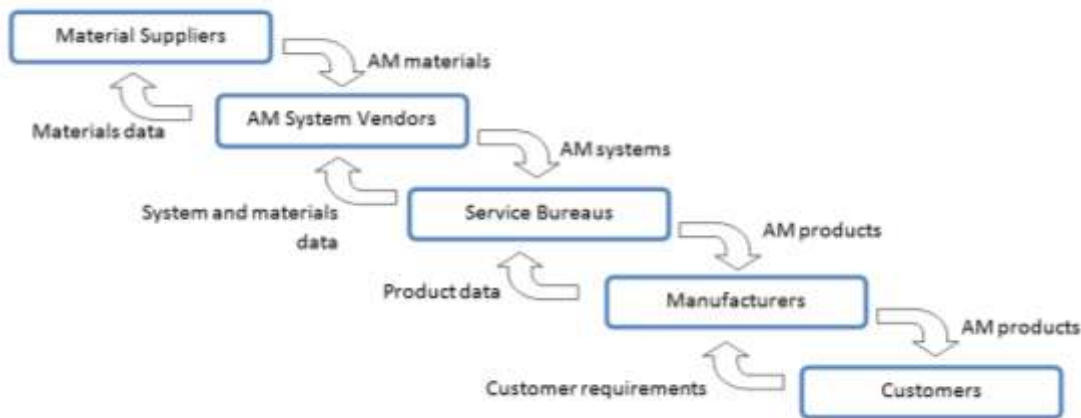 Material Suppliers
AM materials
Materials data
AM System Vendors
AM systems
System and materials
data
Service Bureaus
AM products
Product data
Manufacturers
AM products
Customer requirements
Customers